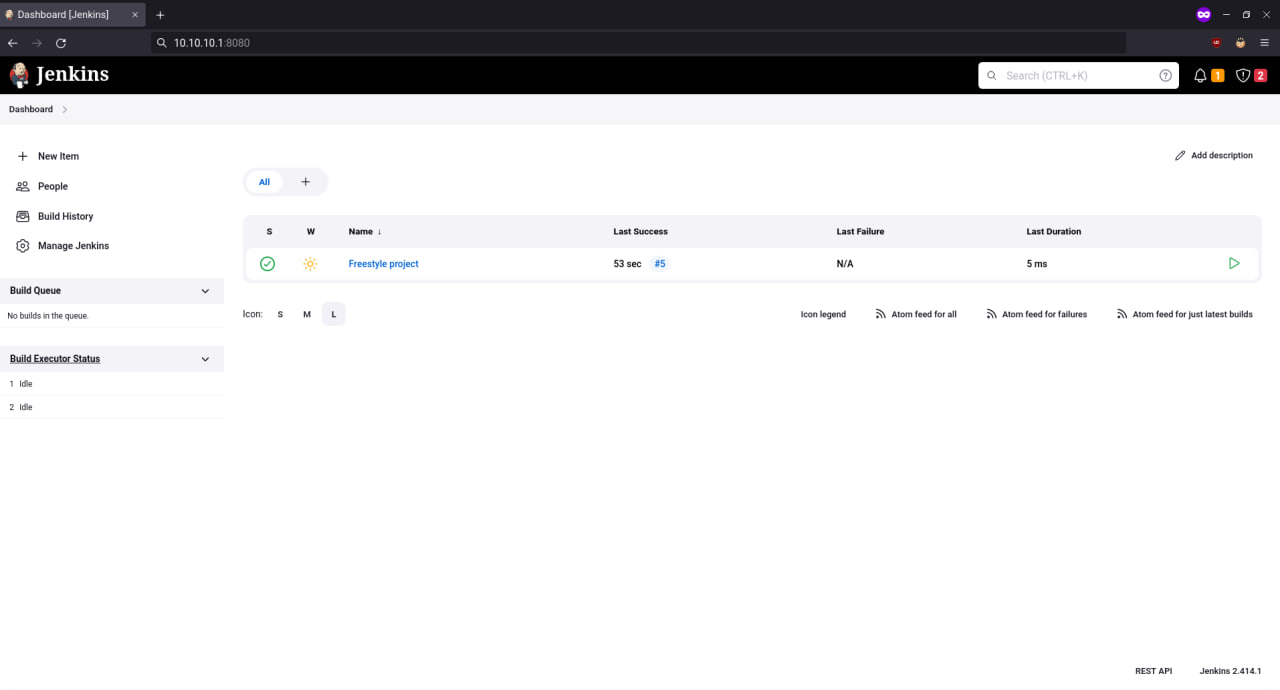 Dashboard [Jenkins]
10.10.10.1:8080
Jenkins
Search (CTRL+K)
1
2
Dashboard
New Item
People
Build History
Manage Jenkins
Build Queue
No builds in the queue.
Build Executor Status
1 Idle
2 Idle
Add description
All
S W Name ↓ Last Success Last Failure Last Duration
Freestyle project 53 sec #5 N/A 5 ms
Icon: S M L
Icon legend Atom feed for all Atom feed for failures Atom feed for just latest builds
REST API Jenkins 2.414.1